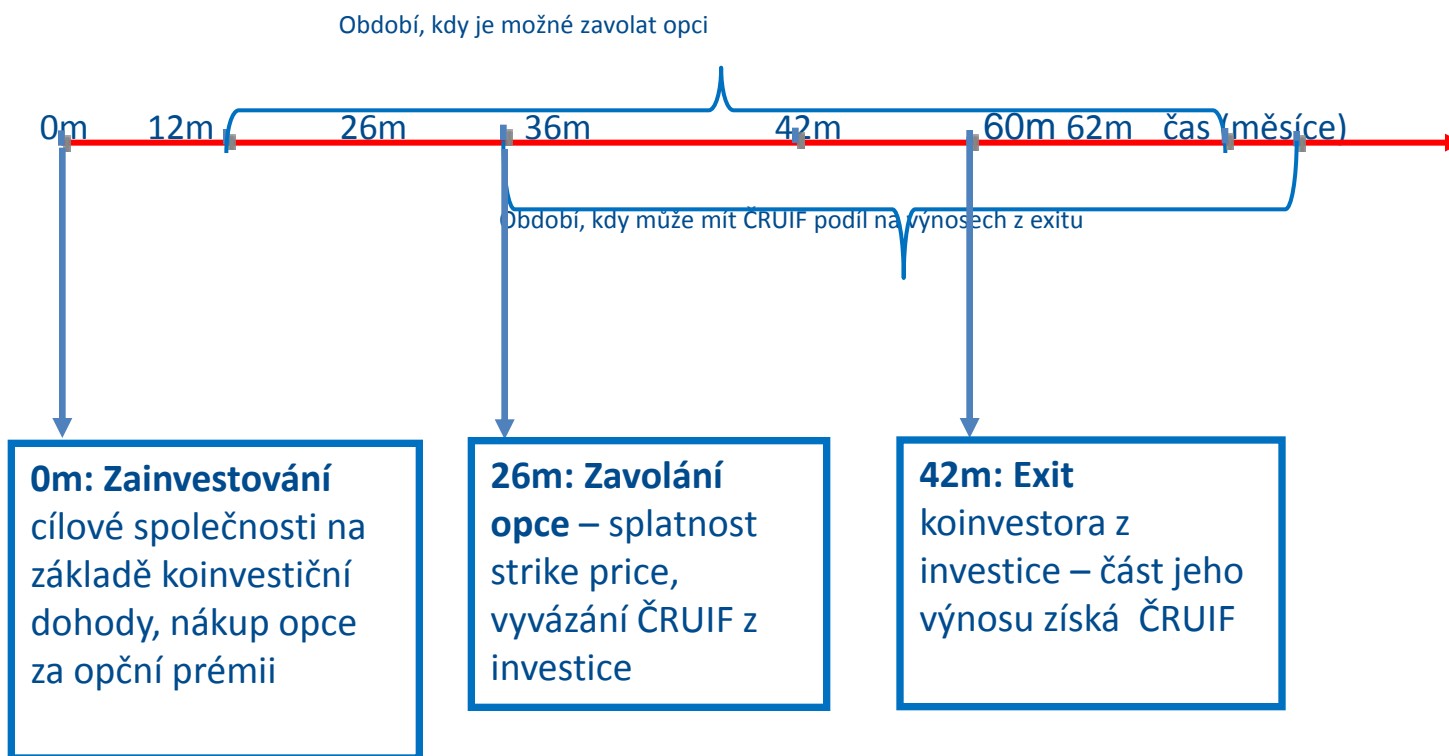 Období, kdy je možné zavolat opci
0m 12m 26m 36m 42m 60m 62m čas (měsíce)
Období, kdy může mít ČRUIF podíl na výnosech z exitu
0m: Zainvestování
cílové společnosti na
základě koinvestiční
dohody, nákup opce
za opční prémii
26m: Zavolání
opce – splatnost
strike price,
vyvázání ČRUIF z
investice
42m: Exit
koinvestora z
investice – část jeho
výnosu získá ČRUIF